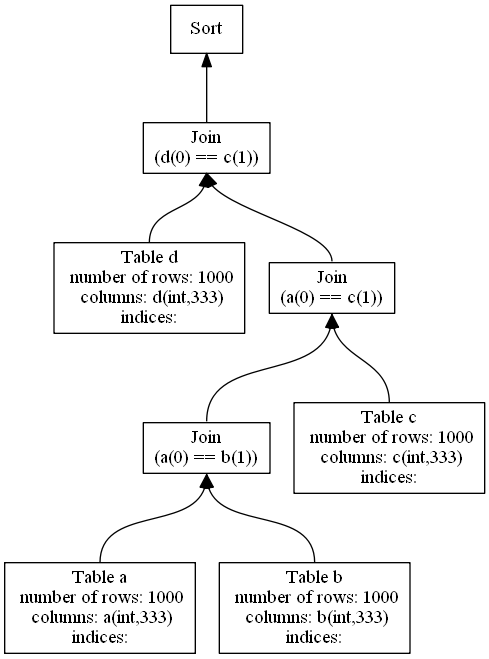 Sort
Join
(d(0) == c(1))
Table d
number of rows: 1000
columns: d(int,333)
indices:
Join
(a(0) == c(1))
Join
(a(0) == b(1))
Table c
number of rows: 1000
columns: c(int,333)
indices:
Table a
number of rows: 1000
columns: a(int,333)
indices:
Table b
number of rows: 1000
columns: b(int,333)
indices: